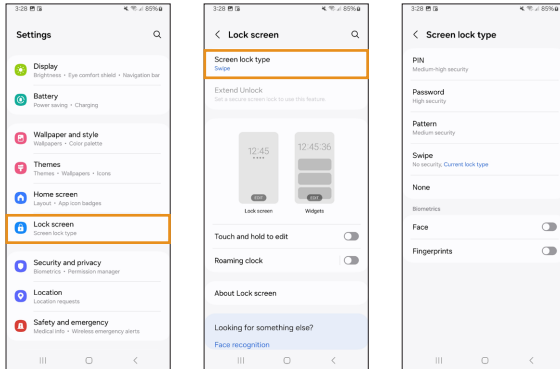 3:28
85%
Settings
Display
Brightness • Eye comfort shield • Navigation bar
Battery
Power saving • Charging
Wallpaper and style
Wallpapers • Color palette
Themes
Themes • Wallpapers • Icons
Home screen
Layout • App icon badges
Lock screen
Screen lock type
Security and privacy
Biometrics • Permission manager
Location
Location requests
Safety and emergency
Medical info • Wireless emergency alerts
3:28
85%
Lock screen
Screen lock type
Swipe
Extend Unlock
Set a secure screen lock to use this feature.
12:45
12:45:36
EDIT
EDIT
Lock screen
Widgets
Touch and hold to edit
Roaming clock
About Lock screen
Looking for something else?
Face recognition
3:28
85%
Screen lock type
PIN
Medium-high security
Password
High security
Pattern
Medium security
Swipe
No security, Current lock type
None
Biometrics
Face
Fingerprints